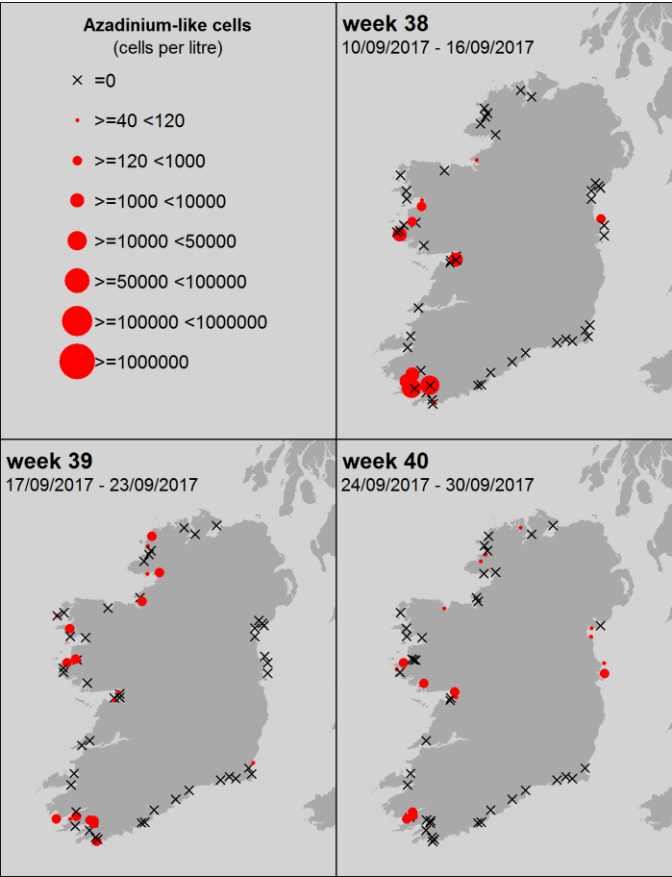 Azadinium-like cells
(cells per litre)
=0
>=40 <120
>=120 <1000
>=1000 <10000
>=10000 <50000
>=50000 <100000
>=100000 <1000000
>=1000000
week 38
10/09/2017 - 16/09/2017
week 39
17/09/2017 - 23/09/2017
week 40
24/09/2017 - 30/09/2017